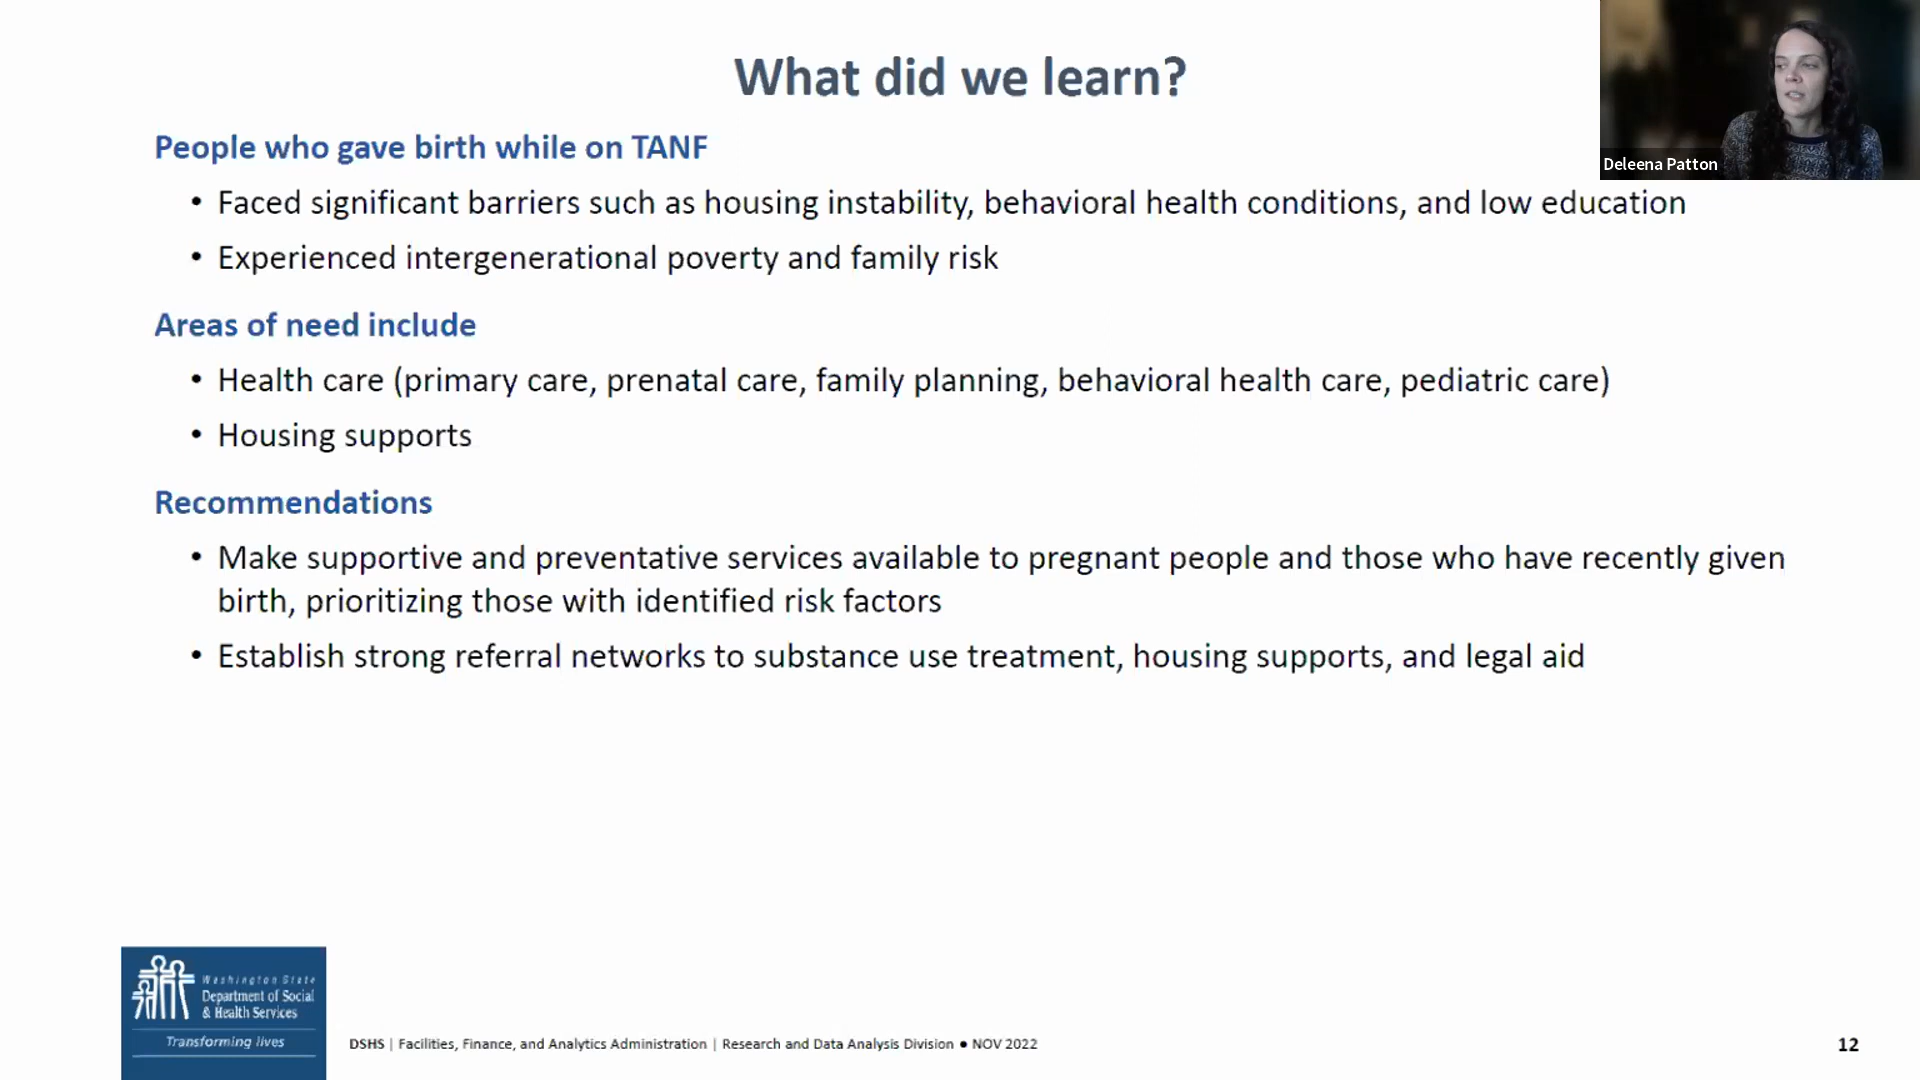 What did we learn?
Deleena Patton
People who gave birth while on TANF
• Faced significant barriers such as housing instability, behavioral health conditions, and low education
• Experienced intergenerational poverty and family risk
Areas of need include
• Health care (primary care, prenatal care, family planning, behavioral health care, pediatric care)
• Housing supports
Recommendations
• Make supportive and preventative services available to pregnant people and those who have recently given
birth, prioritizing those with identified risk factors
• Establish strong referral networks to substance use treatment, housing supports, and legal aid
Washington State
Department of Social
& Health Services
Transforming lives
DSHS | Facilities, Finance, and Analytics Administration | Research and Data Analysis Division ● NOV 2022
12